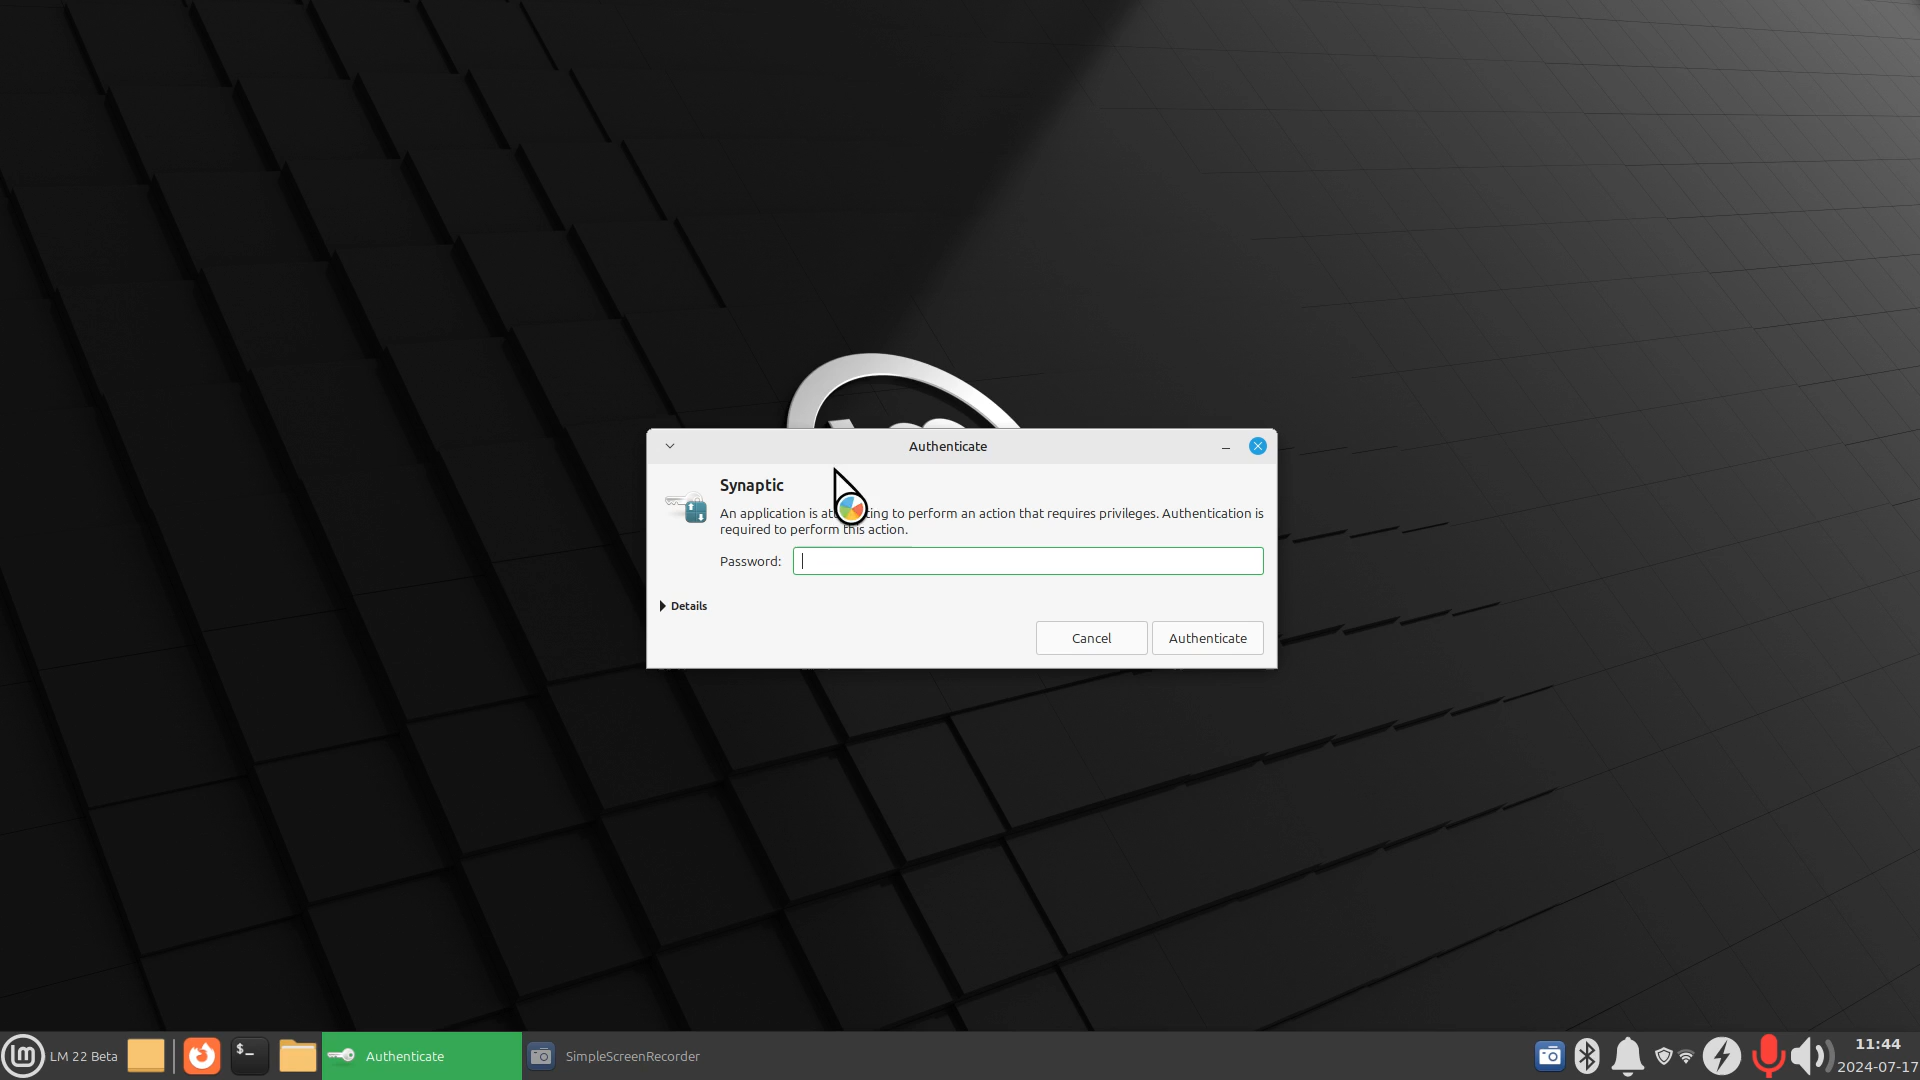 Authenticate
Synaptic
An application is at ing to perform an action that requires privileges. Authentication is
required to perform this action.
Password:
Details
Cancel Authenticate
LM 22 Beta
$_
Authenticate
SimpleScreenRecorder
11:44
2024-07-17